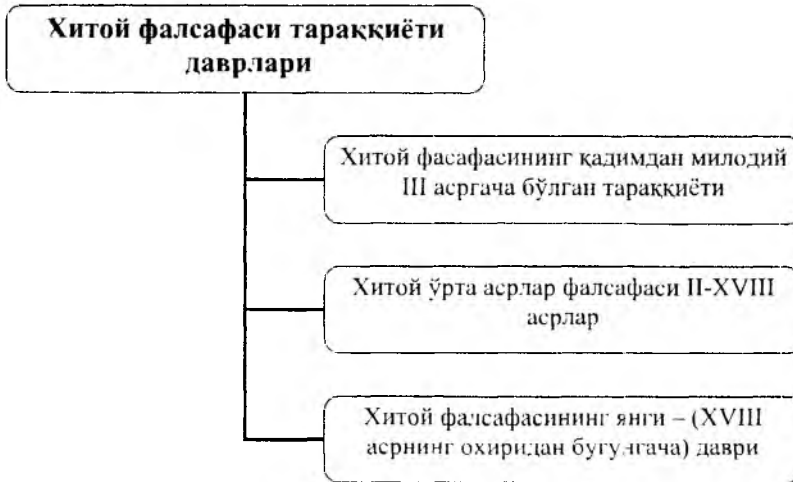 Хитой фалсафаси тараққиёти
даврлари
Хитой фасафасининг қадимдан милодий
III асргача бўлган тараққиёти
Хитой ўрта асрлар фалсафаси II-XVIII
асрлар
Хитой фалсафасининг янги – (XVIII
асрнинг охиридан бугунгача) даври